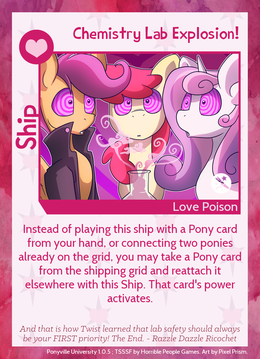 Chemistry Lab Explosion!
Ship
Love Poison
Instead of playing this ship with a Pony card
from your hand, or connecting two ponies
already on the grid, you may take a Pony card
from the shipping grid and reattach it
elsewhere with this Ship. That card's power
activates.
And that is how Twist learned that lab safety should always
be your FIRST priority! The End. - Razzle Dazzle Ricochet
Ponyville University 1.0.5 ; TSSSF by Horrible People Games. Art by Pixel Prism.